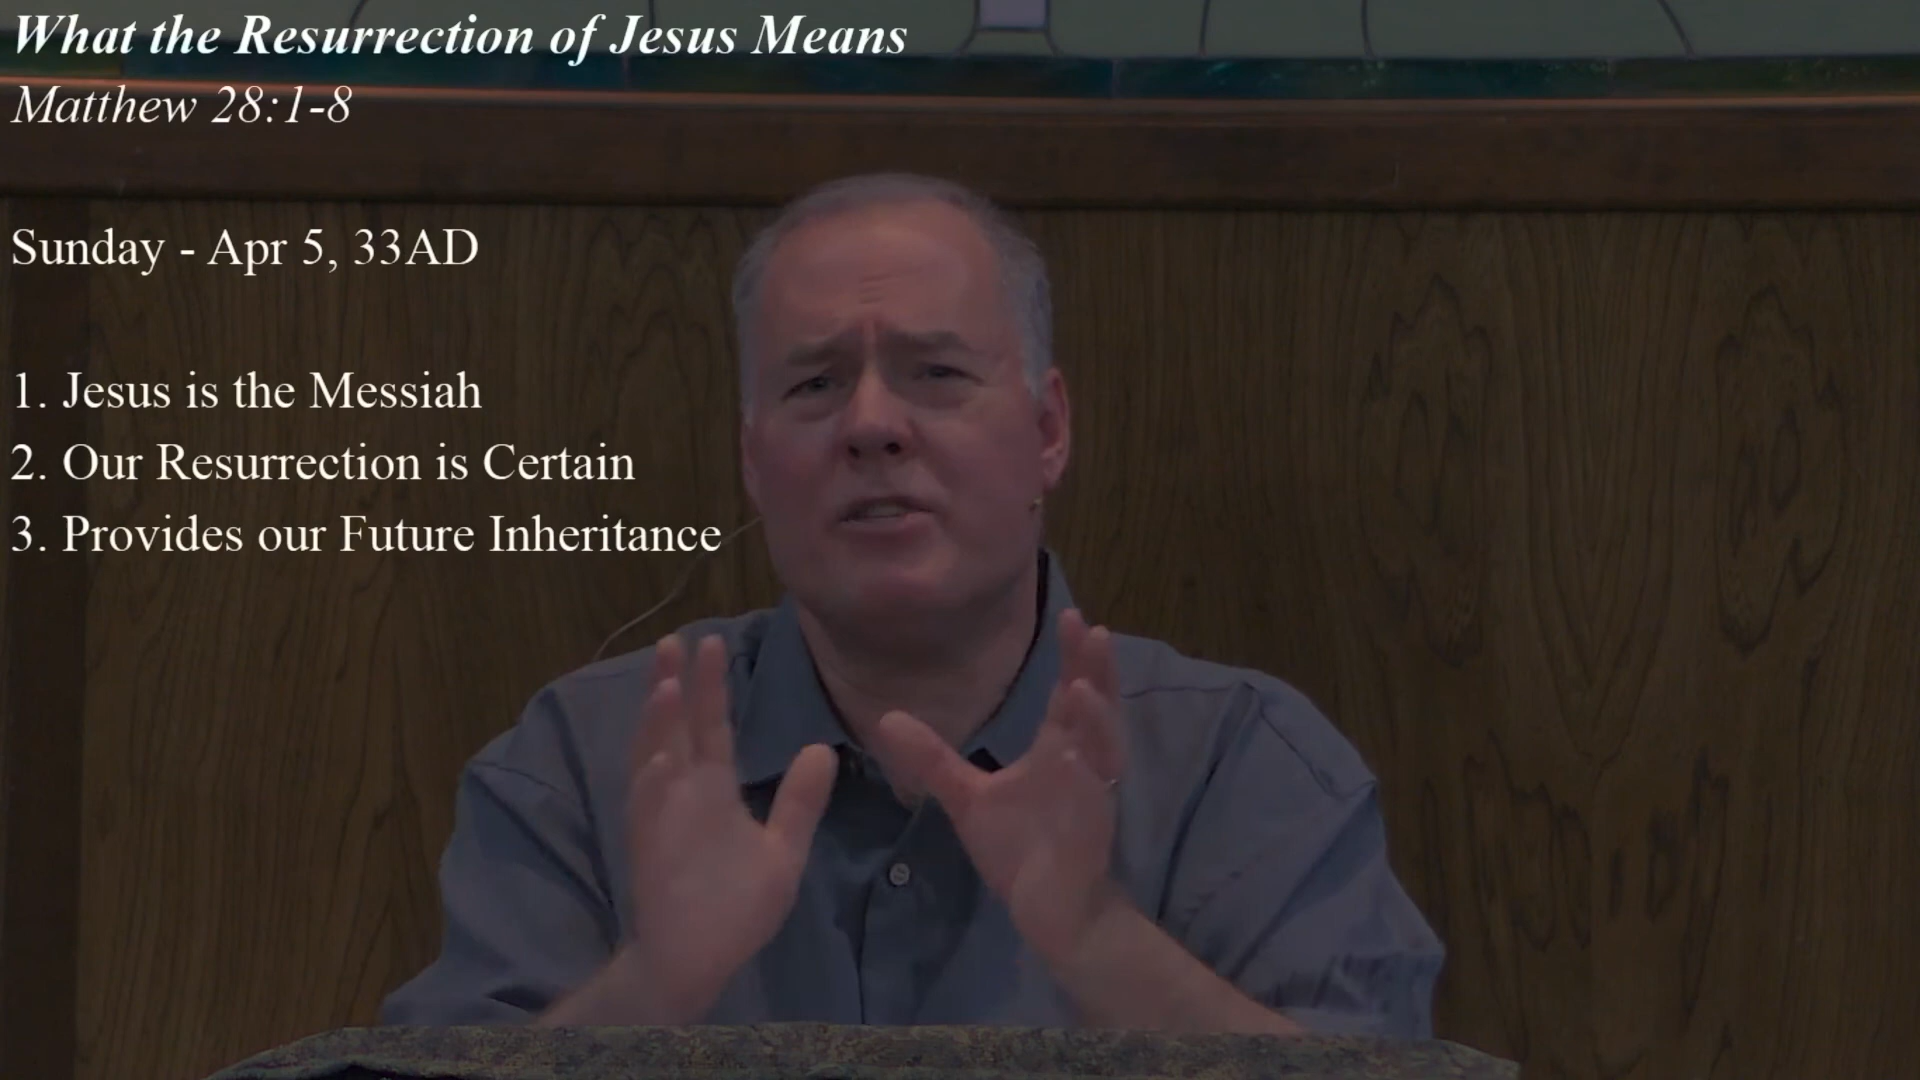 What the Resurrection of Jesus Means
Matthew 28:1-8
Sunday - Apr 5, 33AD
1. Jesus is the Messiah
2. Our Resurrection is Certain
3. Provides our Future Inheritance